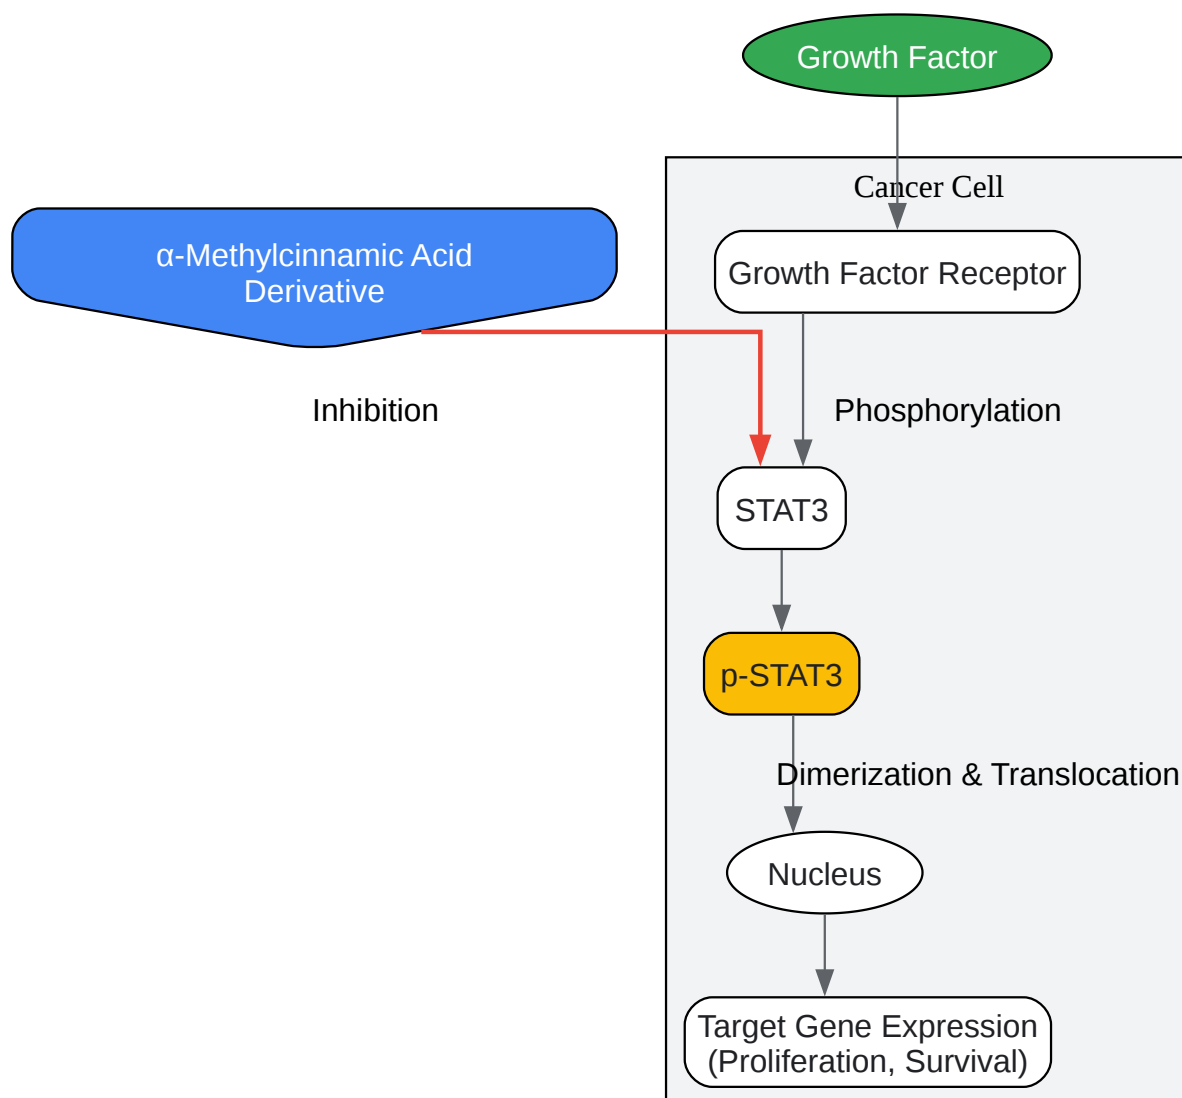 Growth Factor
Cancer Cell
α-Methylcinnamic Acid
Derivative
Growth Factor Receptor
Inhibition
Phosphorylation
STAT3
p-STAT3
Dimerization & Translocation
Nucleus
Target Gene Expression
(Proliferation, Survival)